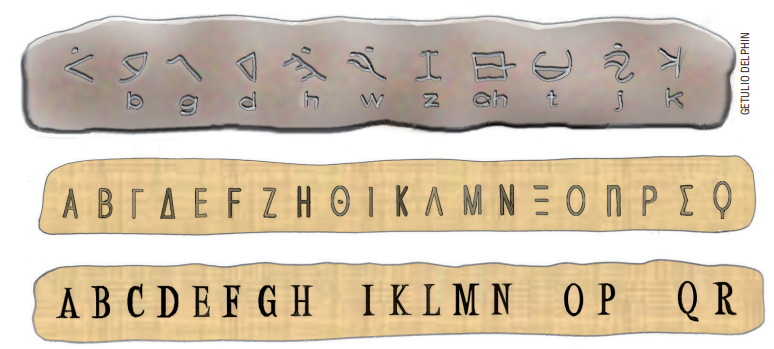 b g d h w z ch t j k
Α Β Γ Δ Ε F Ζ Η Θ Ι Κ Λ Μ Ν Ξ Ο Π Ρ Σ Ϙ
A B C D E F G H I K L M N O P Q R
GETULIO DELPHIN